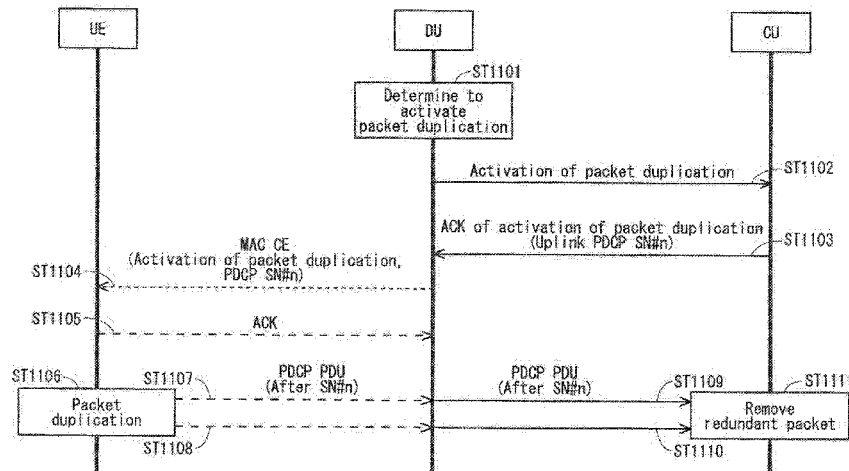 UE
DU
CU
ST1101
Determine to
activate
packet duplication
Activation of packet duplication
ST1102
ACK of activation of packet duplication
(Uplink PDCP SN#n)
ST1103
MAC CE
(Activation of packet duplication,
PDCP SN#n)
ST1104
ST1105
ACK
ST1106
Packet
duplication
ST1107
PDCP PDU
(After SN#n)
PDCP PDU
(After SN#n)
ST1109
ST1108
ST1110
ST111
Remove
redundant packet